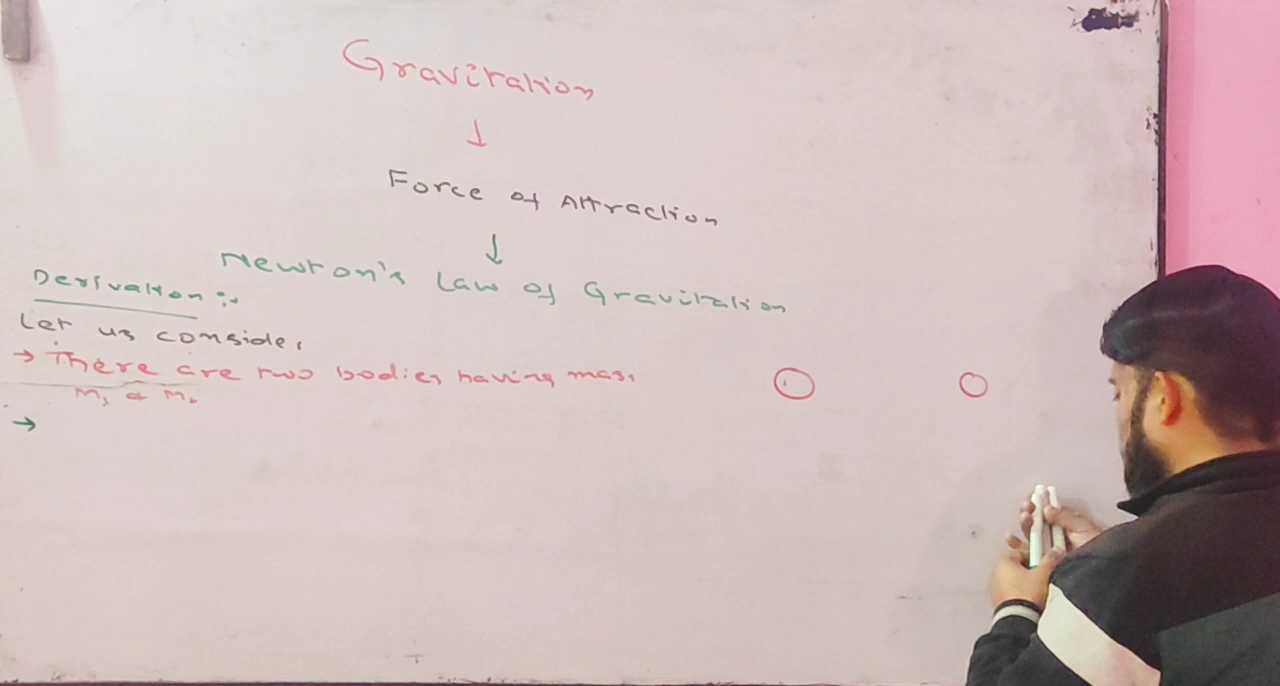 Gravitation
↓
Force of Attraction
↓
Newton's Law of Gravitation
Derivation :-
Let us consider
→ There are two bodies having mass
M₁ & M₂
→